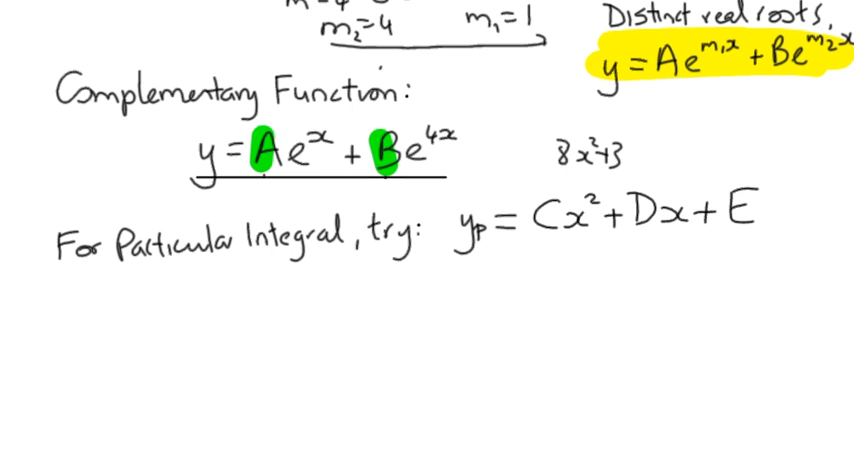 m₂=4 m₁=1
Distinct real roots,
y = Ae^m₁x + Be^m₂x
Complementary Function:
y = Ae^x + Be^4x
8x²+3
For Particular Integral, try: yₚ = Cx² + Dx + E